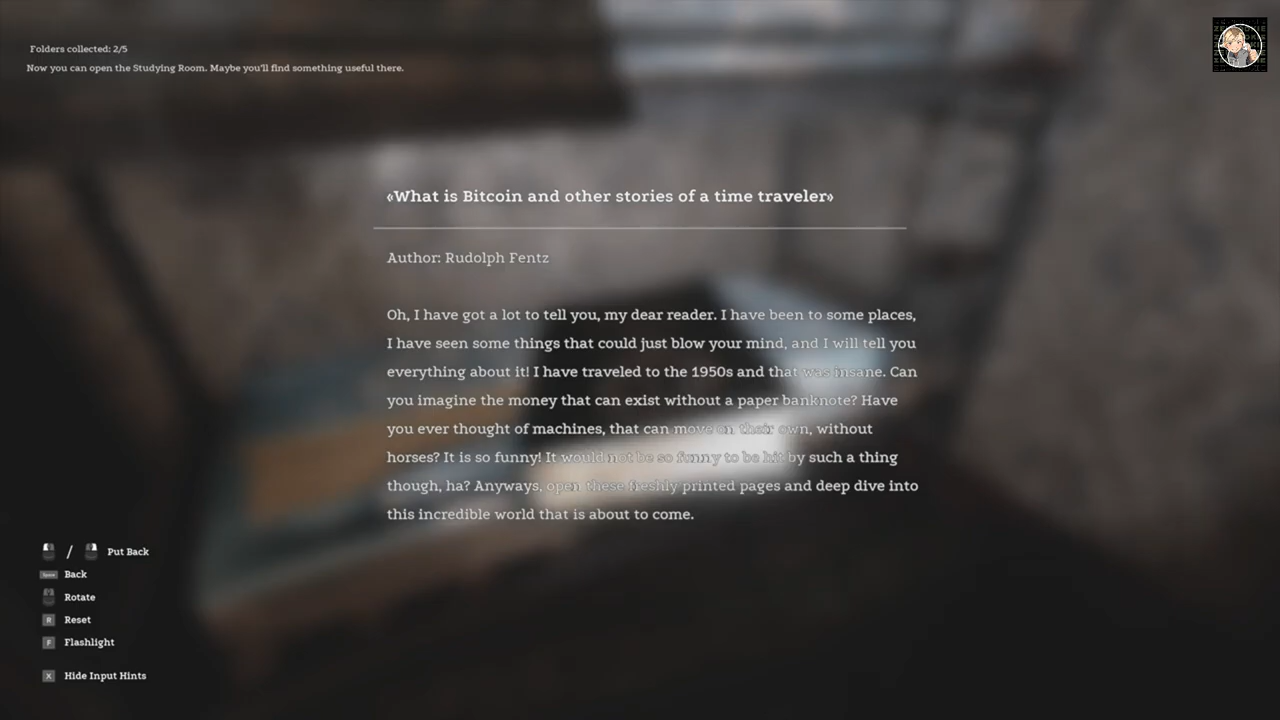 Folders collected: 2/5
Now you can open the Studying Room. Maybe you'll find something useful there.
«What is Bitcoin and other stories of a time traveler»
Author: Rudolph Fentz
Oh, I have got a lot to tell you, my dear reader. I have been to some places,
I have seen some things that could just blow your mind, and I will tell you
everything about it! I have traveled to the 1950s and that was insane. Can
you imagine the money that can exist without a paper banknote? Have
you ever thought of machines, that can move on their own, without
horses? It is so funny! It would not be so funny to be hit by such a thing
though, ha? Anyways, open these freshly printed pages and deep dive into
this incredible world that is about to come.
/ Put Back
Space Back
Rotate
R Reset
F Flashlight
X Hide Input Hints